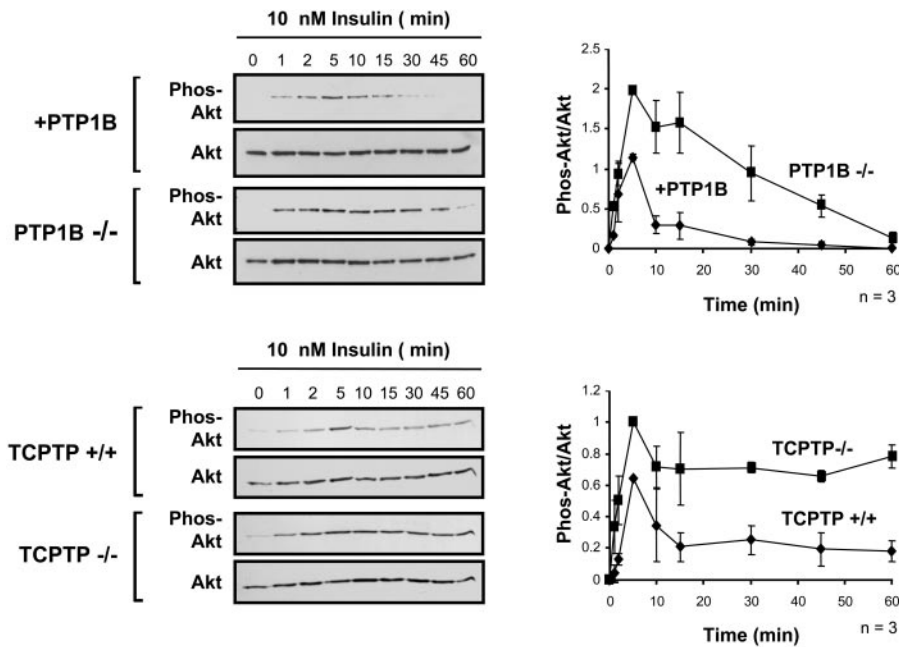 10 nM Insulin ( min)
0 1 2 5 10 15 30 45 60
+PTP1B
Phos-
Akt
Akt
PTP1B -/-
Phos-
Akt
Akt
Phos-Akt/Akt
2.5
2
1.5
1
0.5
0
PTP1B -/-
+PTP1B
0 10 20 30 40 50 60
Time (min)
n = 3
10 nM Insulin ( min)
0 1 2 5 10 15 30 45 60
TCPTP +/+
Phos-
Akt
Akt
TCPTP -/-
Phos-
Akt
Akt
Phos-Akt/Akt
1.2
1
0.8
0.6
0.4
0.2
0
TCPTP-/-
TCPTP +/+
0 10 20 30 40 50 60
Time (min)
n = 3